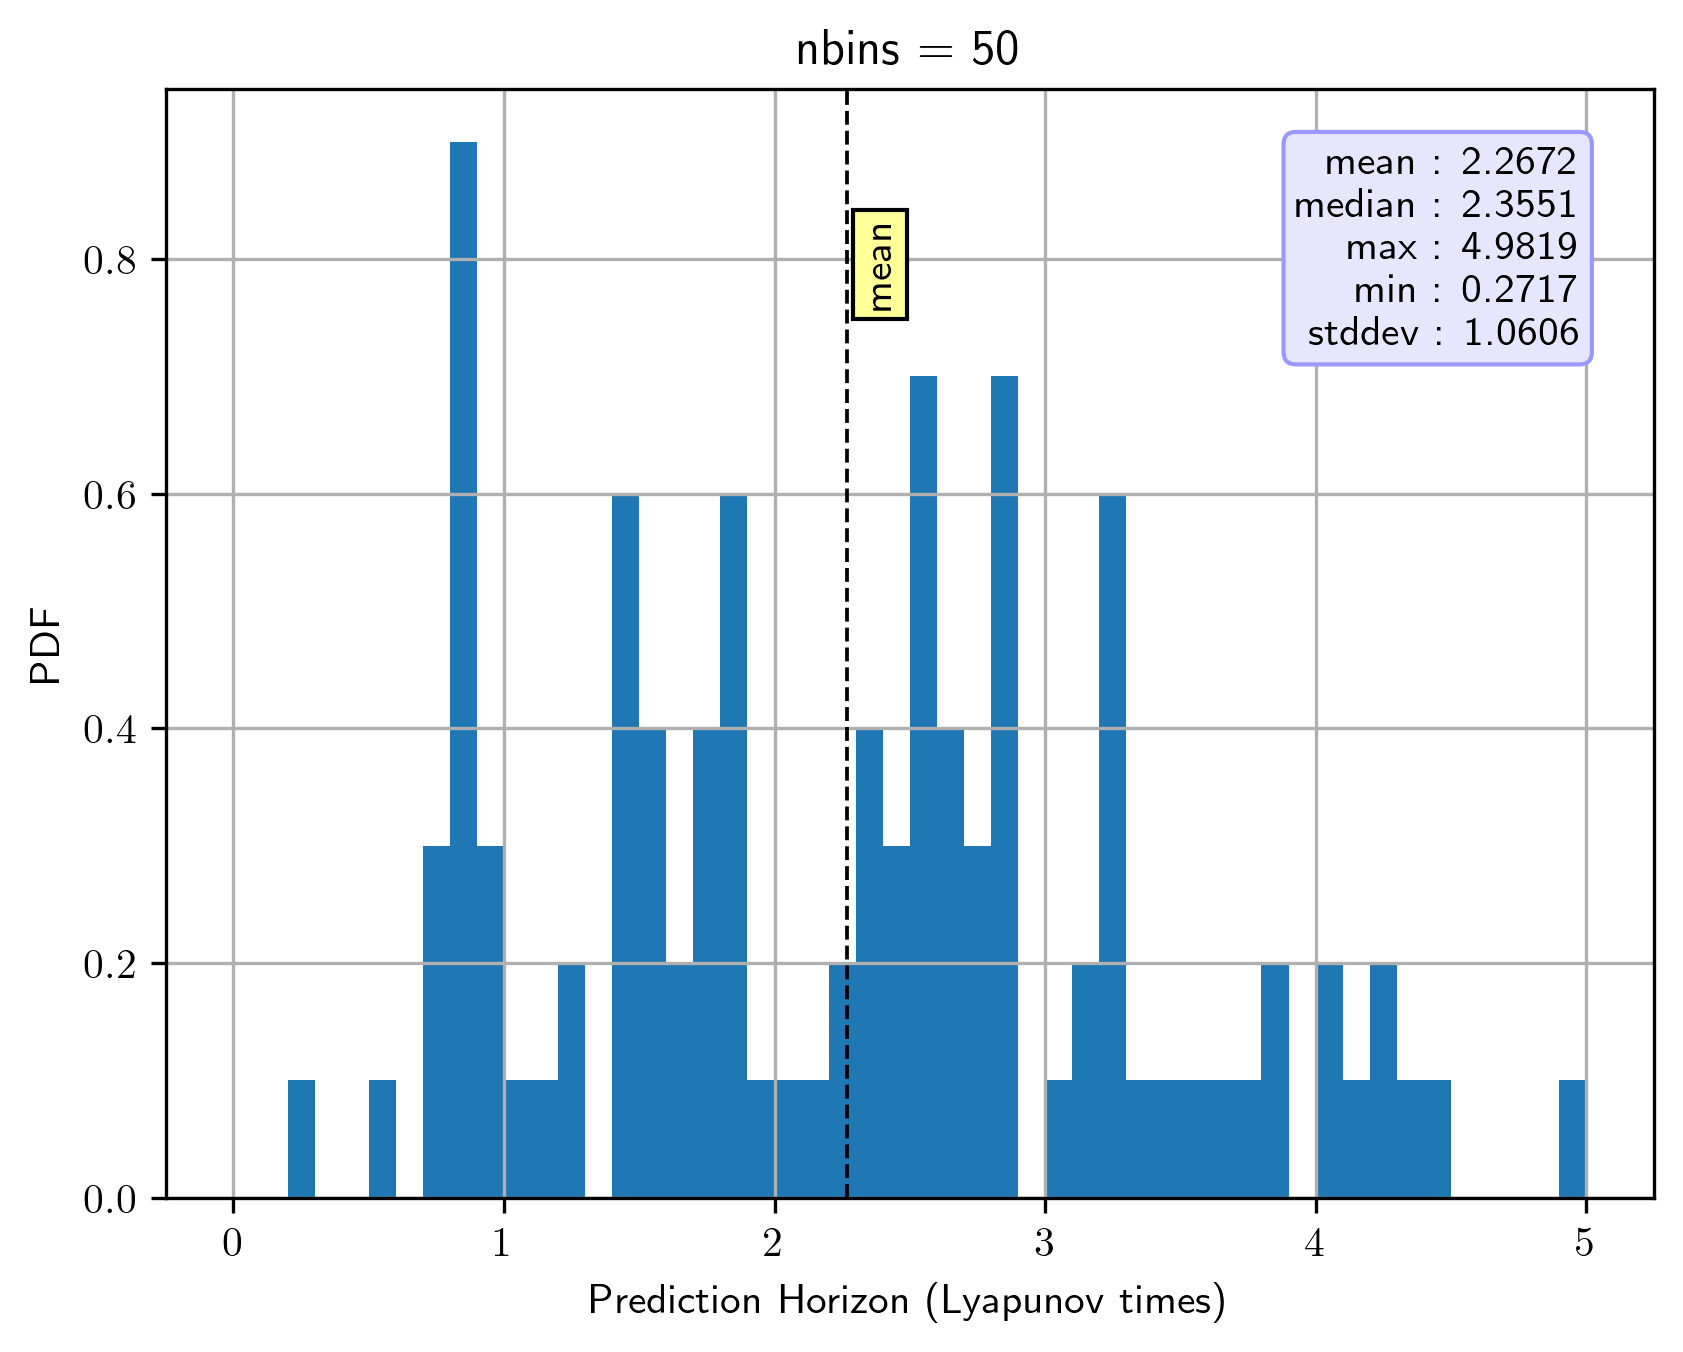 nbins = 50
mean : 2.2672
median : 2.3551
max : 4.9819
min : 0.2717
stddev : 1.0606
mean
0.8
0.6
0.4
0.2
0.0
PDF
0 1 2 3 4 5
Prediction Horizon (Lyapunov times)